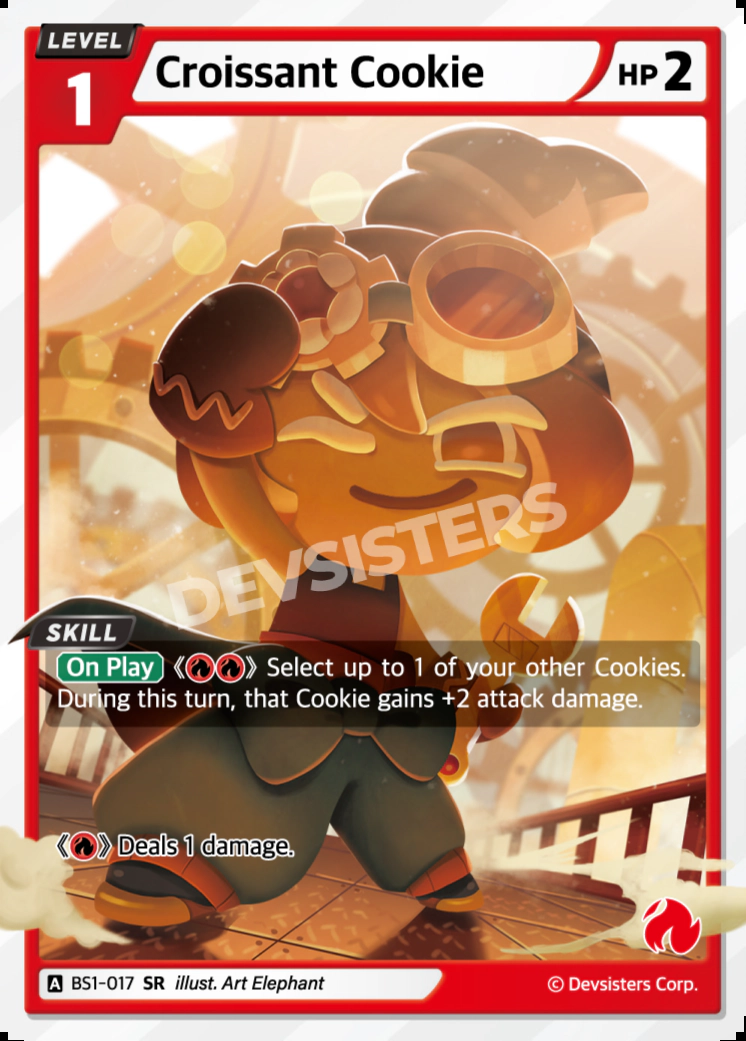 LEVEL
1
Croissant Cookie
HP 2
DEVSISTERS
SKILL
On Play 《》 Select up to 1 of your other Cookies.
During this turn, that Cookie gains +2 attack damage.
《》 Deals 1 damage.
A BS1-017 SR illust. Art Elephant
© Devsisters Corp.